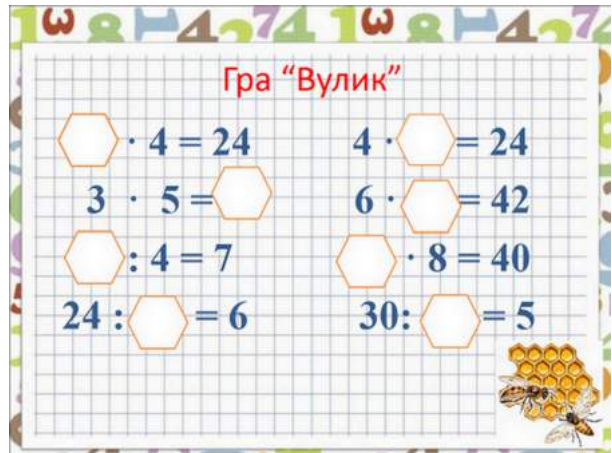 Гра “Вулик”
· 4 = 24
3 · 5 =
: 4 = 7
24 : = 6
4 · = 24
6 · = 42
· 8 = 40
30: = 5